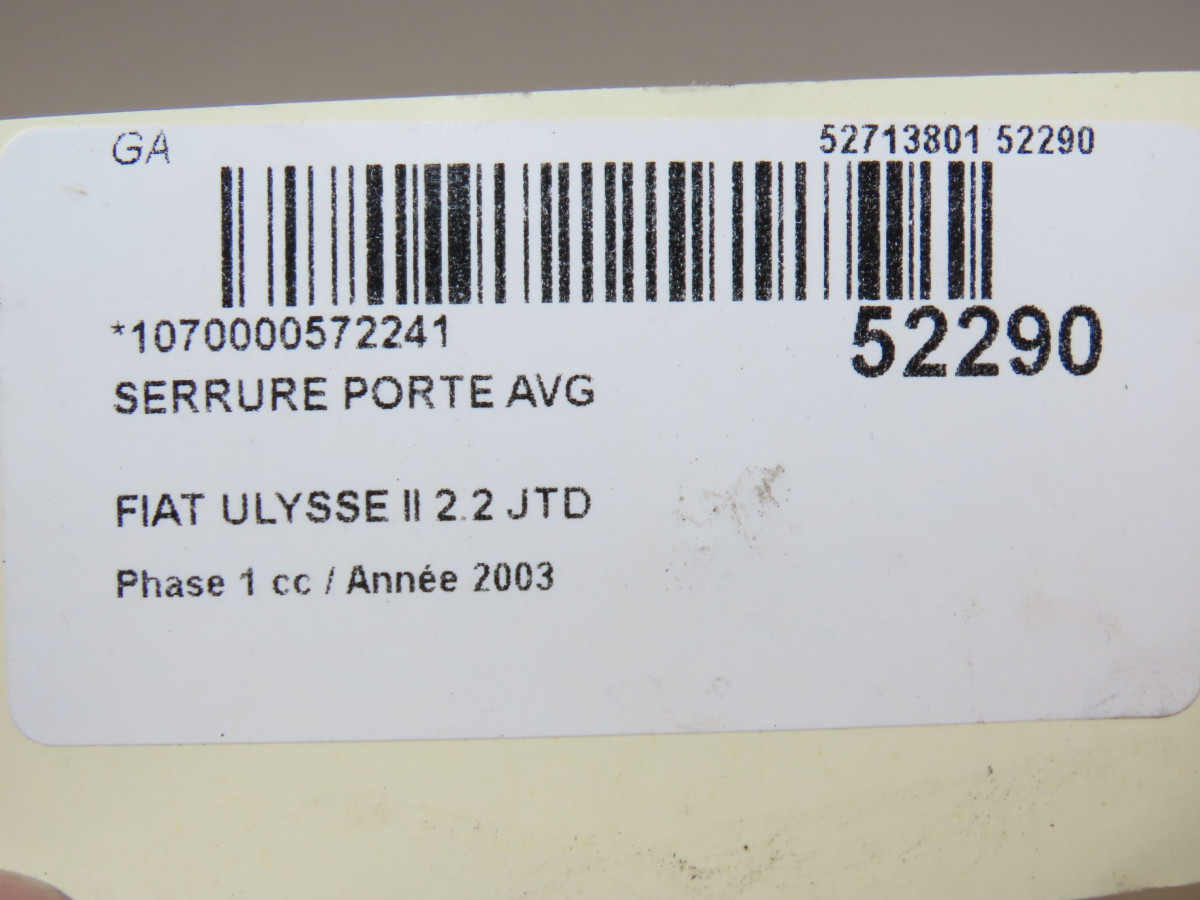 GA
52713801 52290
*1070000572241
52290
SERRURE PORTE AVG
FIAT ULYSSE II 2.2 JTD
Phase 1 cc / Année 2003